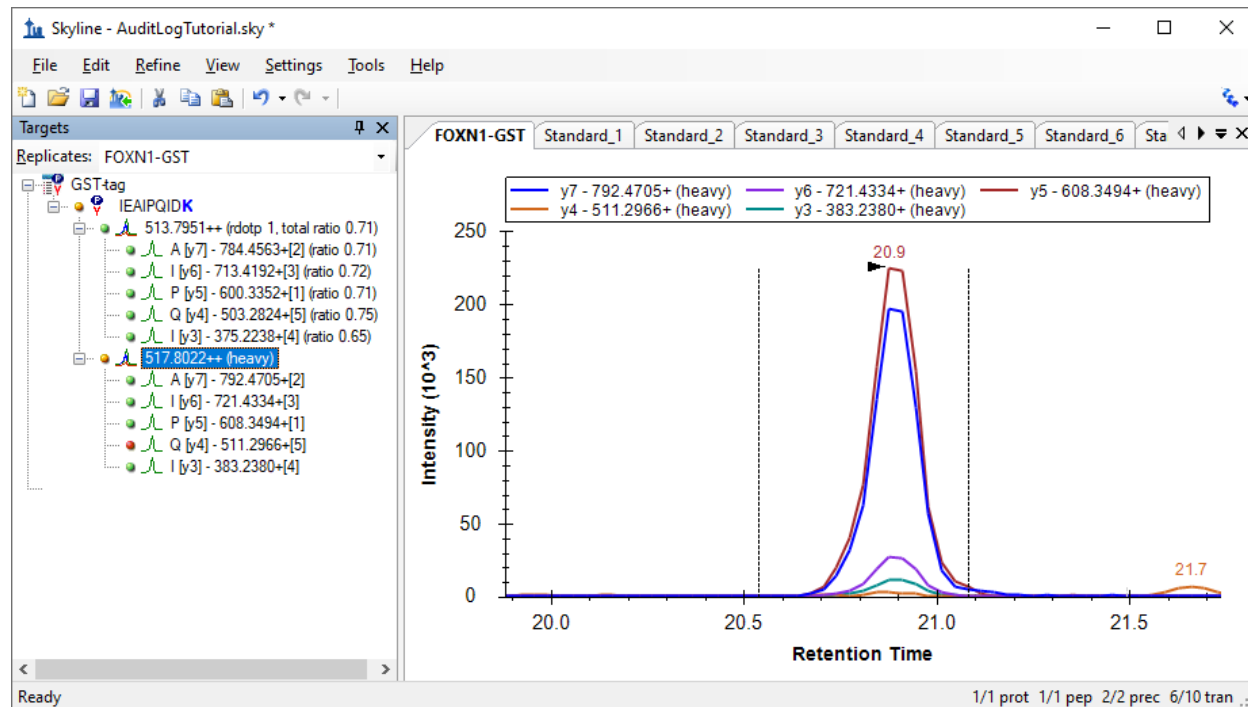 Skyline - AuditLogTutorial.sky *
File Edit Refine View Settings Tools Help
Targets
Replicates: FOXN1-GST
GST-tag
IEAIPQIDK
513.7951++ (rdotp 1, total ratio 0.71)
A [y7] - 784.4563+[2] (ratio 0.71)
I [y6] - 713.4192+[3] (ratio 0.72)
P [y5] - 600.3352+[1] (ratio 0.71)
Q [y4] - 503.2824+[5] (ratio 0.75)
I [y3] - 375.2238+[4] (ratio 0.65)
517.8022++ (heavy)
A [y7] - 792.4705+[2]
I [y6] - 721.4334+[3]
P [y5] - 608.3494+[1]
Q [y4] - 511.2966+[5]
I [y3] - 383.2380+[4]
FOXN1-GST Standard_1 Standard_2 Standard_3 Standard_4 Standard_5 Standard_6 Sta
y7 - 792.4705+ (heavy) y6 - 721.4334+ (heavy) y5 - 608.3494+ (heavy)
y4 - 511.2966+ (heavy) y3 - 383.2380+ (heavy)
Intensity (10^3)
250
200
150
100
50
0
20.9
21.7
20.0 20.5 21.0 21.5
Retention Time
Ready 1/1 prot 1/1 pep 2/2 prec 6/10 tran